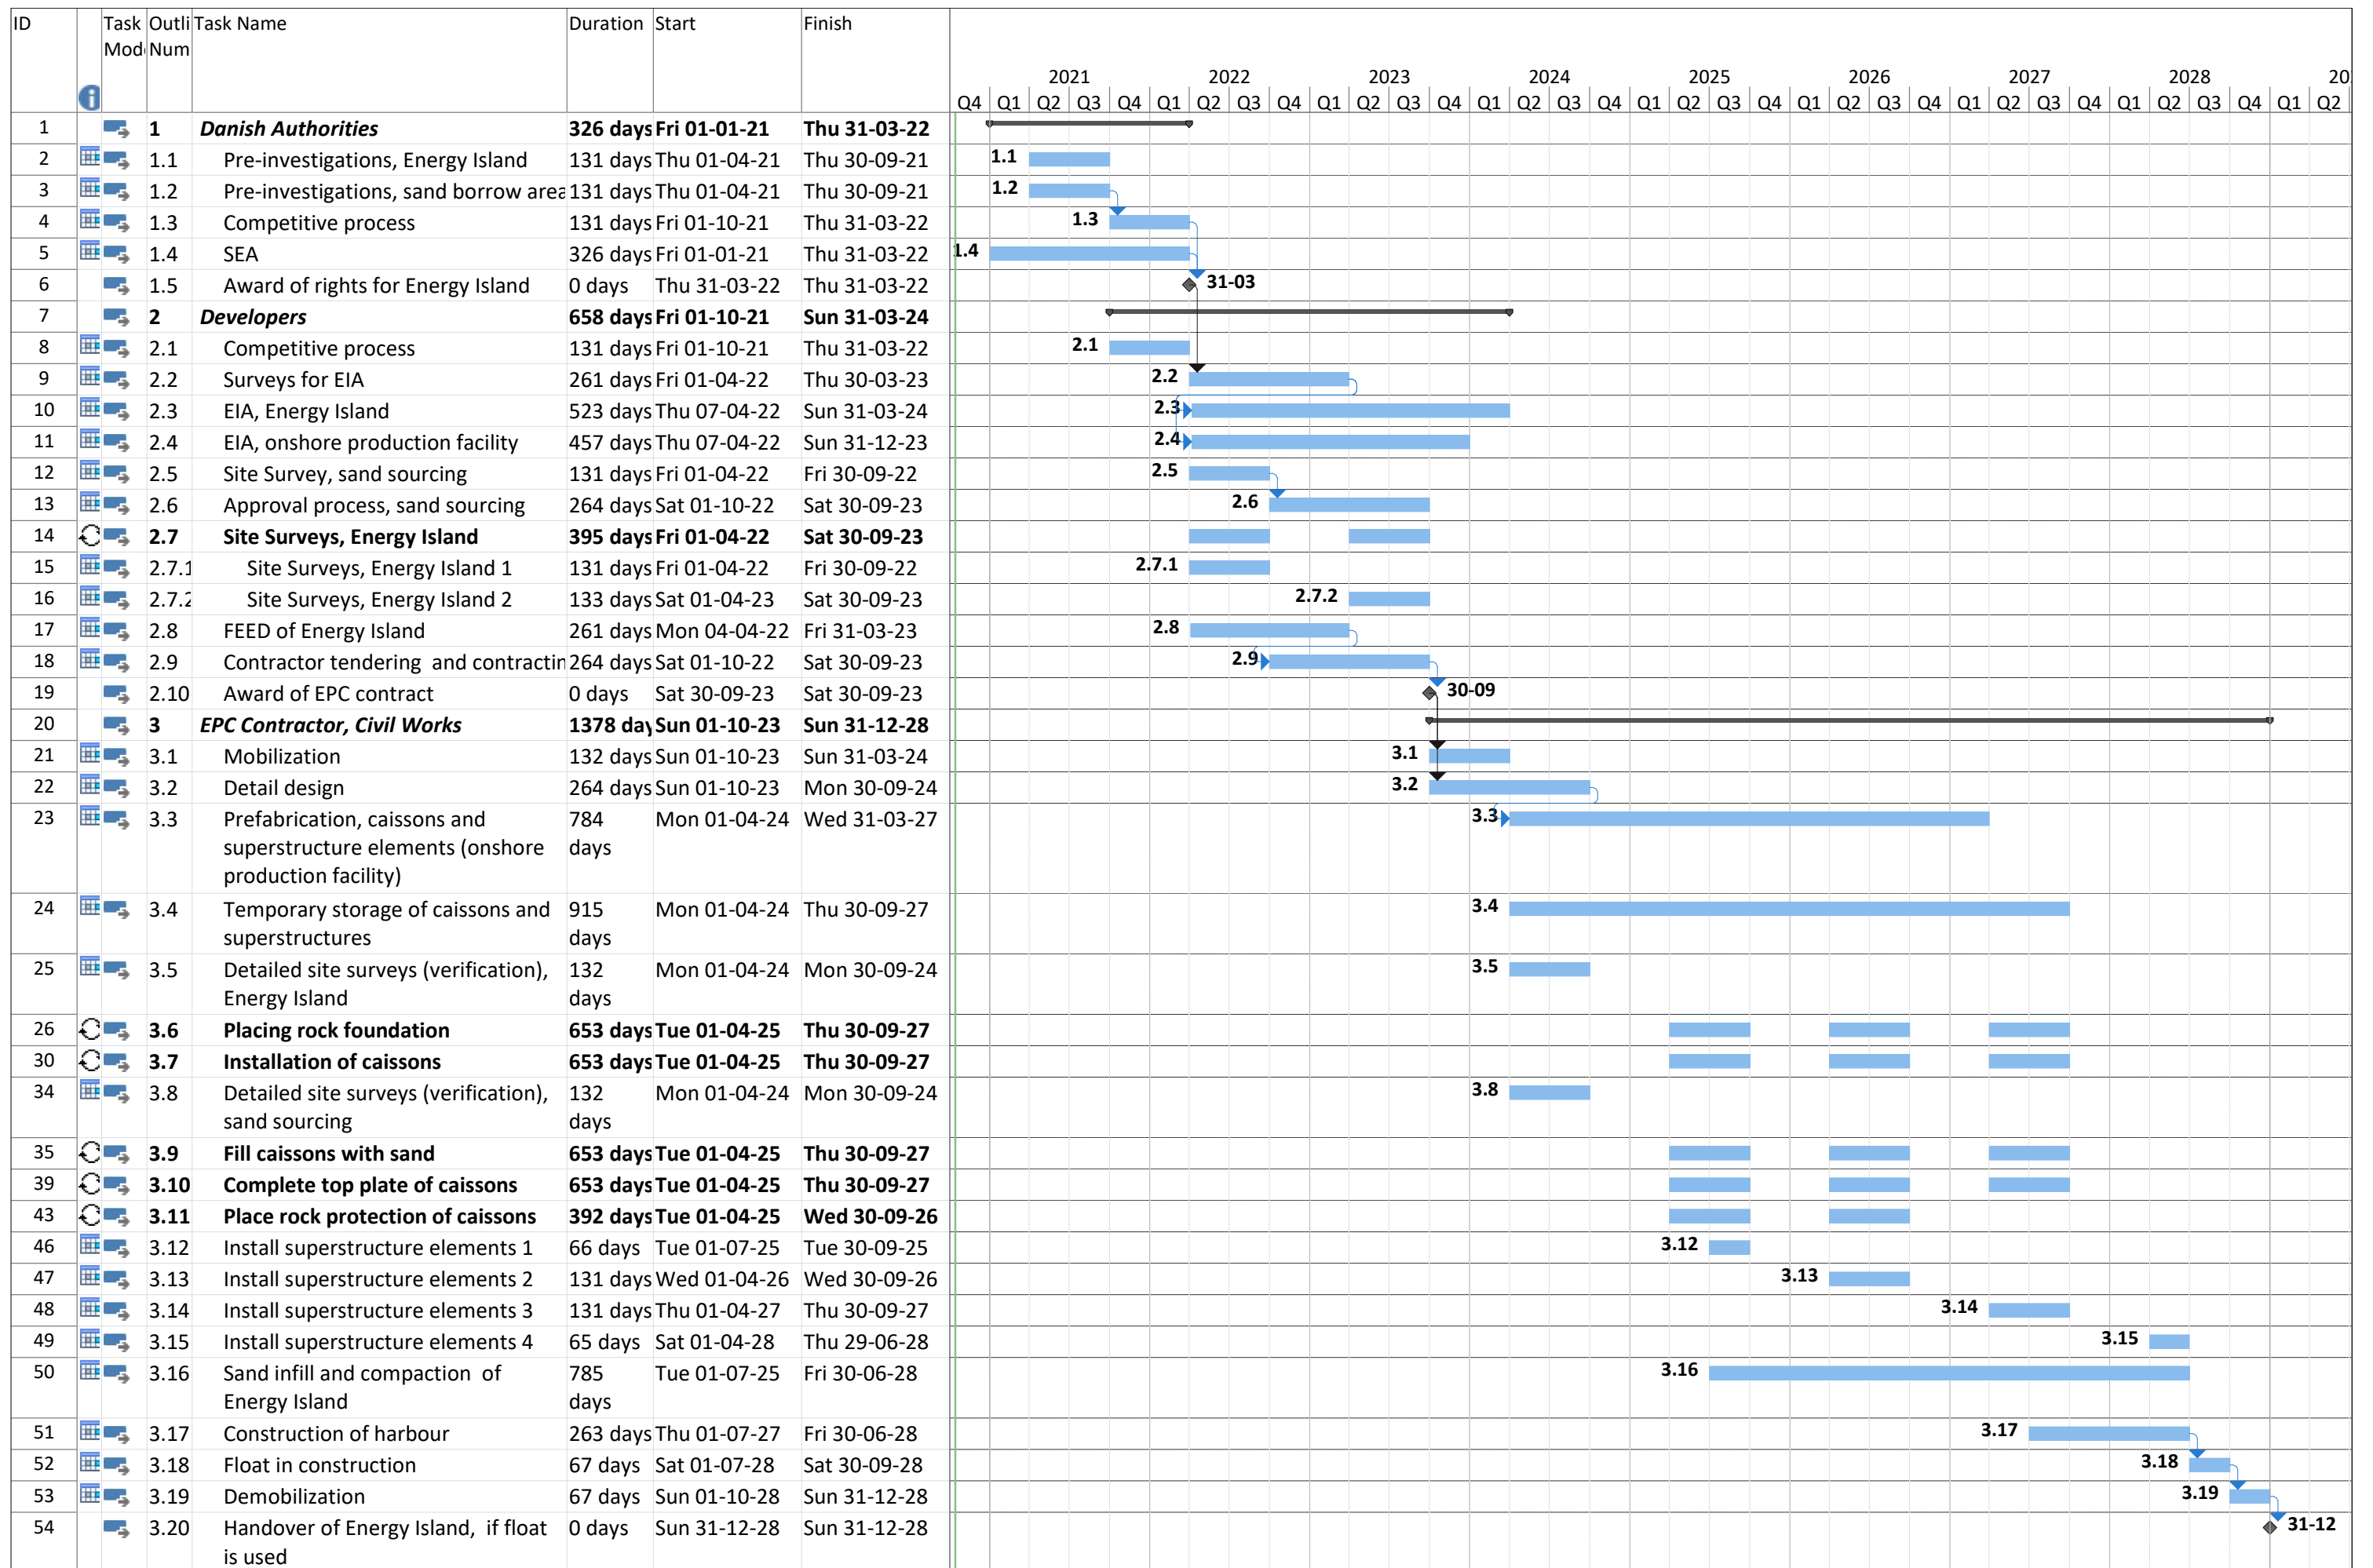 ID Task Outli Task Name Duration Start Finish
Mod Num
2021 2022 2023 2024 2025 2026 2027 2028 20
Q4 Q1 Q2 Q3 Q4 Q1 Q2 Q3 Q4 Q1 Q2 Q3 Q4 Q1 Q2 Q3 Q4 Q1 Q2 Q3 Q4 Q1 Q2 Q3 Q4 Q1 Q2 Q3 Q4 Q1 Q2 Q3 Q4 Q1 Q2
1 1 Danish Authorities 326 days Fri 01-01-21 Thu 31-03-22
2 1.1 Pre-investigations, Energy Island 131 days Thu 01-04-21 Thu 30-09-21 1.1
3 1.2 Pre-investigations, sand borrow area 131 days Thu 01-04-21 Thu 30-09-21 1.2
4 1.3 Competitive process 131 days Fri 01-10-21 Thu 31-03-22 1.3
5 1.4 SEA 326 days Fri 01-01-21 Thu 31-03-22 1.4
6 1.5 Award of rights for Energy Island 0 days Thu 31-03-22 Thu 31-03-22 31-03
7 2 Developers 658 days Fri 01-10-21 Sun 31-03-24
8 2.1 Competitive process 131 days Fri 01-10-21 Thu 31-03-22 2.1
9 2.2 Surveys for EIA 261 days Fri 01-04-22 Thu 30-03-23 2.2
10 2.3 EIA, Energy Island 523 days Thu 07-04-22 Sun 31-03-24 2.3
11 2.4 EIA, onshore production facility 457 days Thu 07-04-22 Sun 31-12-23 2.4
12 2.5 Site Survey, sand sourcing 131 days Fri 01-04-22 Fri 30-09-22 2.5
13 2.6 Approval process, sand sourcing 264 days Sat 01-10-22 Sat 30-09-23 2.6
14 2.7 Site Surveys, Energy Island 395 days Fri 01-04-22 Sat 30-09-23
15 2.7.1 Site Surveys, Energy Island 1 131 days Fri 01-04-22 Fri 30-09-22 2.7.1
16 2.7.2 Site Surveys, Energy Island 2 133 days Sat 01-04-23 Sat 30-09-23 2.7.2
17 2.8 FEED of Energy Island 261 days Mon 04-04-22 Fri 31-03-23 2.8
18 2.9 Contractor tendering and contractin 264 days Sat 01-10-22 Sat 30-09-23 2.9
19 2.10 Award of EPC contract 0 days Sat 30-09-23 Sat 30-09-23 30-09
20 3 EPC Contractor, Civil Works 1378 day Sun 01-10-23 Sun 31-12-28
21 3.1 Mobilization 132 days Sun 01-10-23 Sun 31-03-24 3.1
22 3.2 Detail design 264 days Sun 01-10-23 Mon 30-09-24 3.2
23 3.3 Prefabrication, caissons and 784 Mon 01-04-24 Wed 31-03-27 3.3
superstructure elements (onshore days
production facility)
24 3.4 Temporary storage of caissons and 915 Mon 01-04-24 Thu 30-09-27 3.4
superstructures days
25 3.5 Detailed site surveys (verification), 132 Mon 01-04-24 Mon 30-09-24 3.5
Energy Island days
26 3.6 Placing rock foundation 653 days Tue 01-04-25 Thu 30-09-27
30 3.7 Installation of caissons 653 days Tue 01-04-25 Thu 30-09-27
34 3.8 Detailed site surveys (verification), 132 Mon 01-04-24 Mon 30-09-24 3.8
sand sourcing days
35 3.9 Fill caissons with sand 653 days Tue 01-04-25 Thu 30-09-27
39 3.10 Complete top plate of caissons 653 days Tue 01-04-25 Thu 30-09-27
43 3.11 Place rock protection of caissons 392 days Tue 01-04-25 Wed 30-09-26
46 3.12 Install superstructure elements 1 66 days Tue 01-07-25 Tue 30-09-25 3.12
47 3.13 Install superstructure elements 2 131 days Wed 01-04-26 Wed 30-09-26 3.13
48 3.14 Install superstructure elements 3 131 days Thu 01-04-27 Thu 30-09-27 3.14
49 3.15 Install superstructure elements 4 65 days Sat 01-04-28 Thu 29-06-28 3.15
50 3.16 Sand infill and compaction of 785 Tue 01-07-25 Fri 30-06-28 3.16
Energy Island days
51 3.17 Construction of harbour 263 days Thu 01-07-27 Fri 30-06-28 3.17
52 3.18 Float in construction 67 days Sat 01-07-28 Sat 30-09-28 3.18
53 3.19 Demobilization 67 days Sun 01-10-28 Sun 31-12-28 3.19
54 3.20 Handover of Energy Island, if float 0 days Sun 31-12-28 Sun 31-12-28 31-12
is used